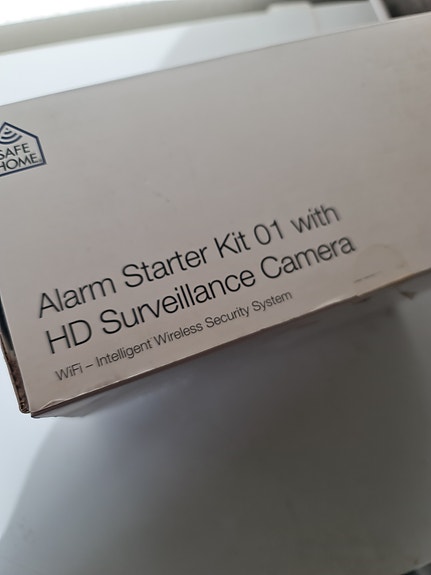 SAFE
HOME
Alarm Starter Kit 01 with
HD Surveillance Camera
WiFi – Intelligent Wireless Security System